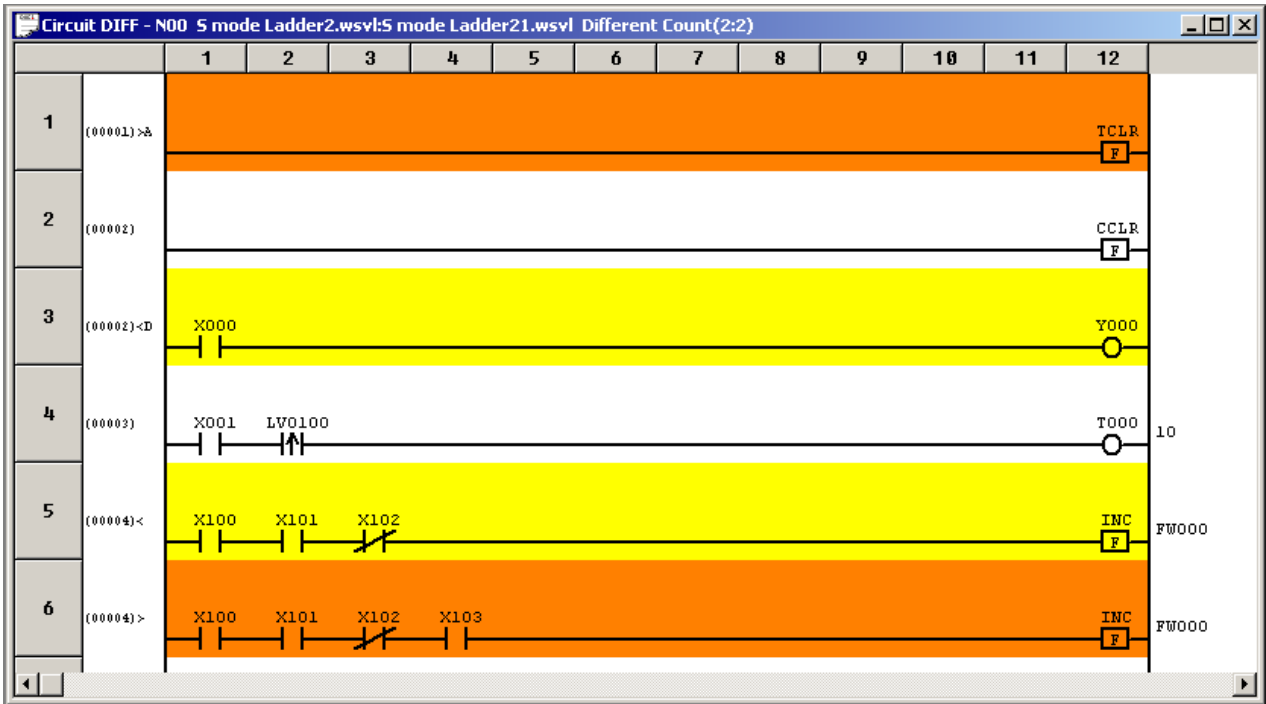 Circuit DIFF - N00 S mode Ladder2.wsvl:S mode Ladder21.wsvl Different Count(2:2)
1 2 3 4 5 6 7 8 9 10 11 12
1 (00001)>A TCLR
F
2 (00002) CCLR
F
3 (00002)<D X000 Y000
4 (00003) X001 LV0100 T000 10
5 (00004)< X100 X101 X102 INC FW000
F
6 (00004)> X100 X101 X102 X103 INC FW000
F